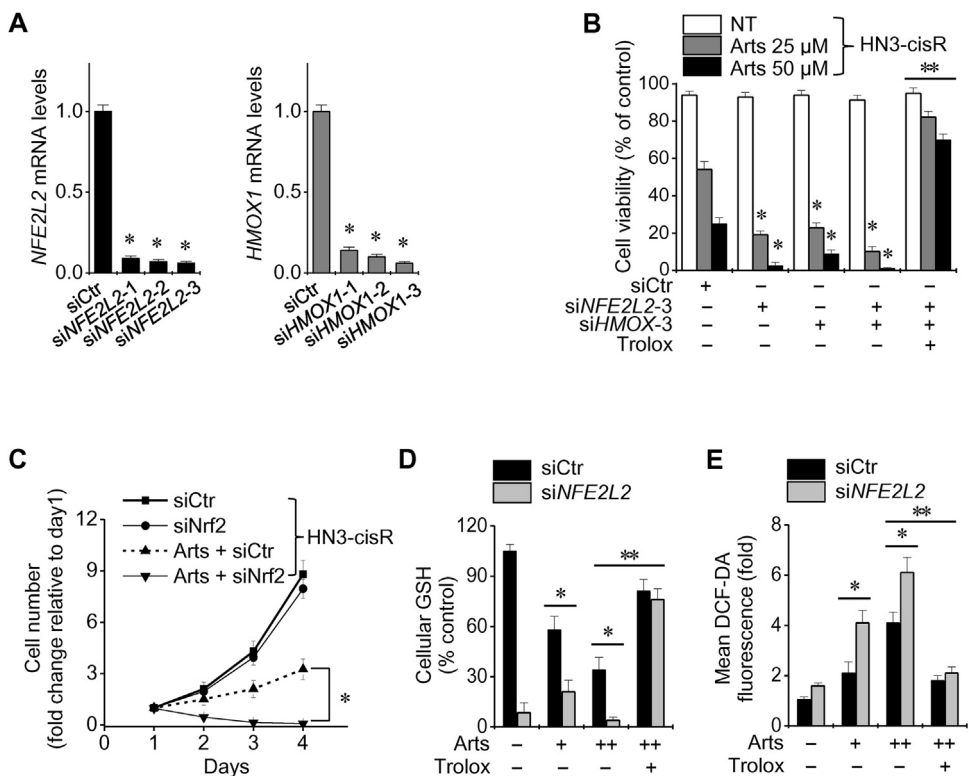 A
NFE2L2 mRNA levels
1.0
0.5
0.0
*
*
*
siCtr
siNFE2L2-1
siNFE2L2-2
siNFE2L2-3
HMOX1 mRNA levels
1.0
0.5
0.0
*
*
*
siCtr
siHMOX1-1
siHMOX1-2
siHMOX1-3
B
NT
Arts 25 µM
Arts 50 µM
HN3-cisR
Cell viability (% of control)
100
80
60
40
20
0
* *
* *
* *
**
siCtr + – – – –
siNFE2L2-3 – + – + +
siHMOX-3 – – + + +
Trolox – – – – +
C
siCtr
siNrf2
Arts + siCtr
Arts + siNrf2
HN3-cisR
Cell number
(fold change relative to day1)
12
9
6
3
0
*
0 1 2 3 4
Days
D
siCtr
siNFE2L2
Cellular GSH
(% control)
120
90
60
30
0
*
*
**
Arts – + ++ ++
Trolox – – – +
E
siCtr
siNFE2L2
Mean DCF-DA
fluorescence (fold)
8
6
4
2
0
*
*
**
Arts – + ++ ++
Trolox – – – +